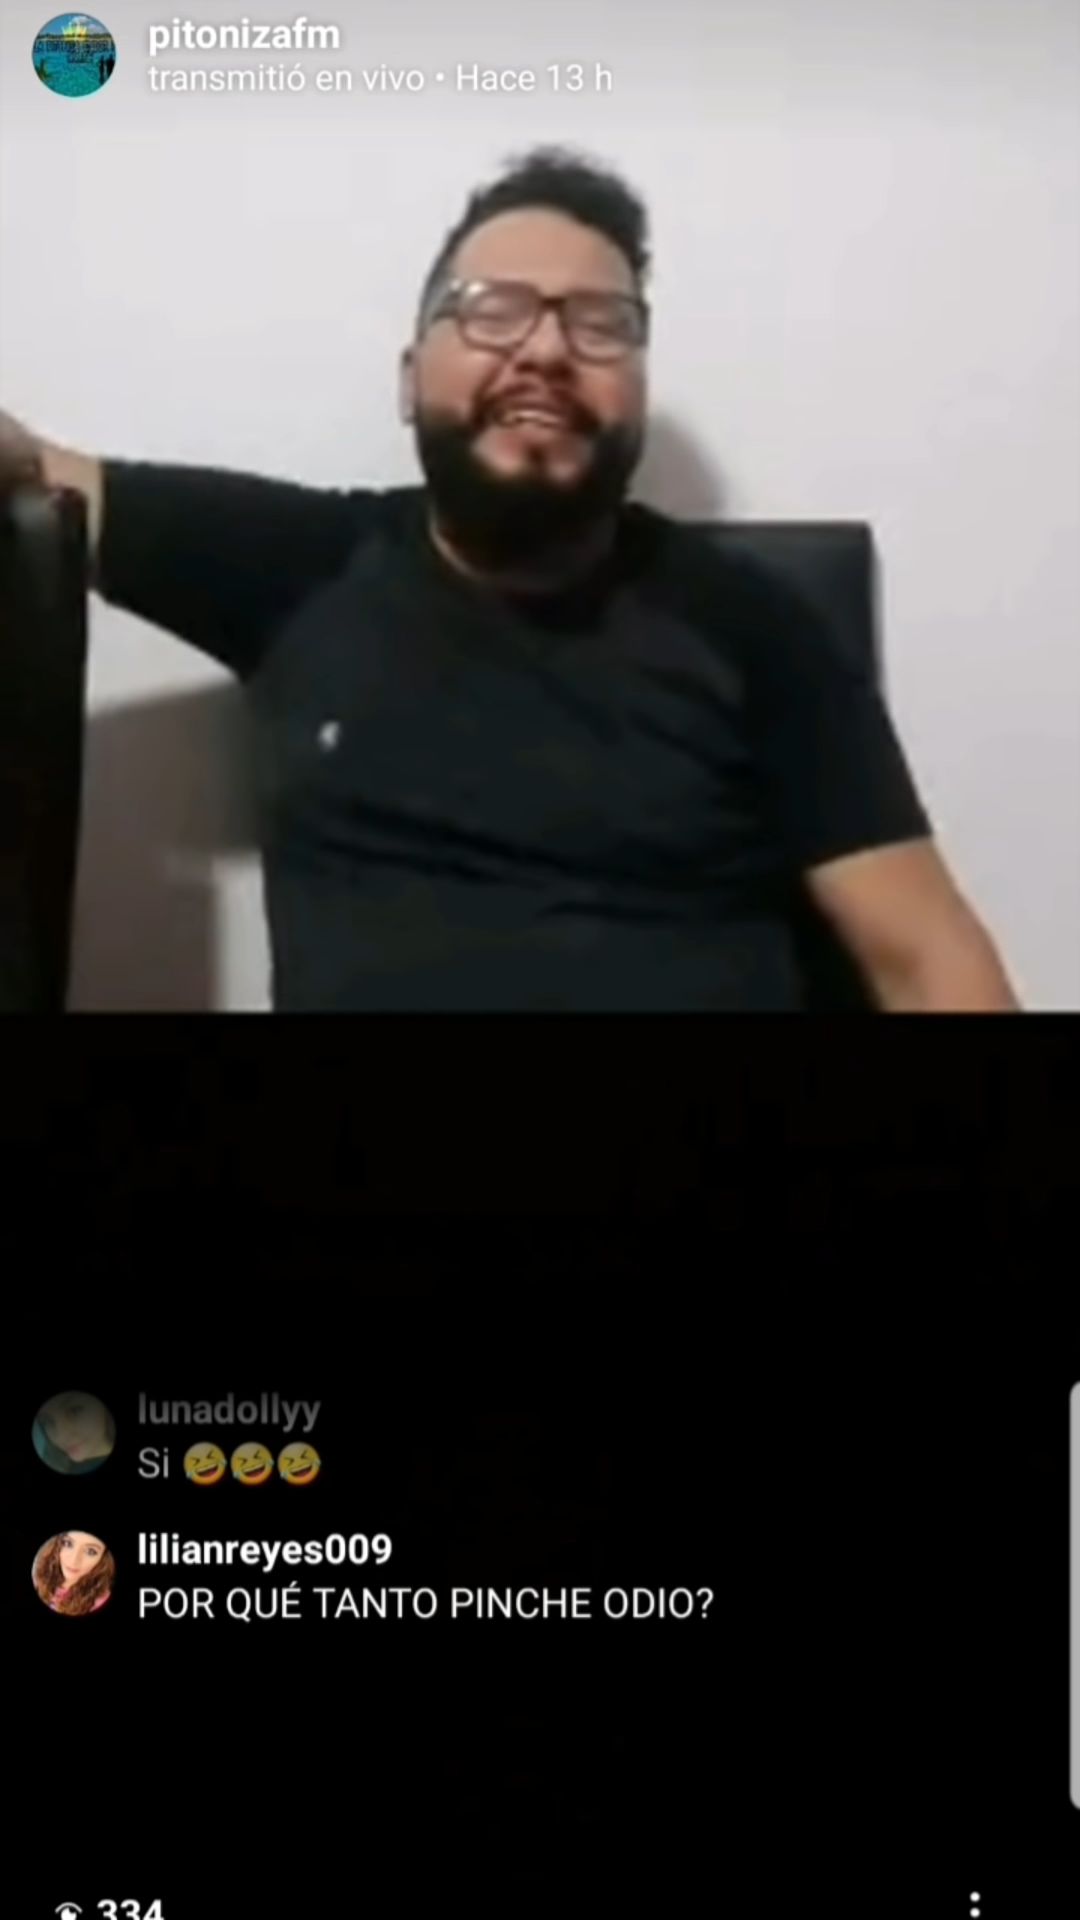 pitonizafm
transmitió en vivo • Hace 13 h
lunadollyy
Si 🤣🤣🤣
lilianreyes009
POR QUÉ TANTO PINCHE ODIO?
334